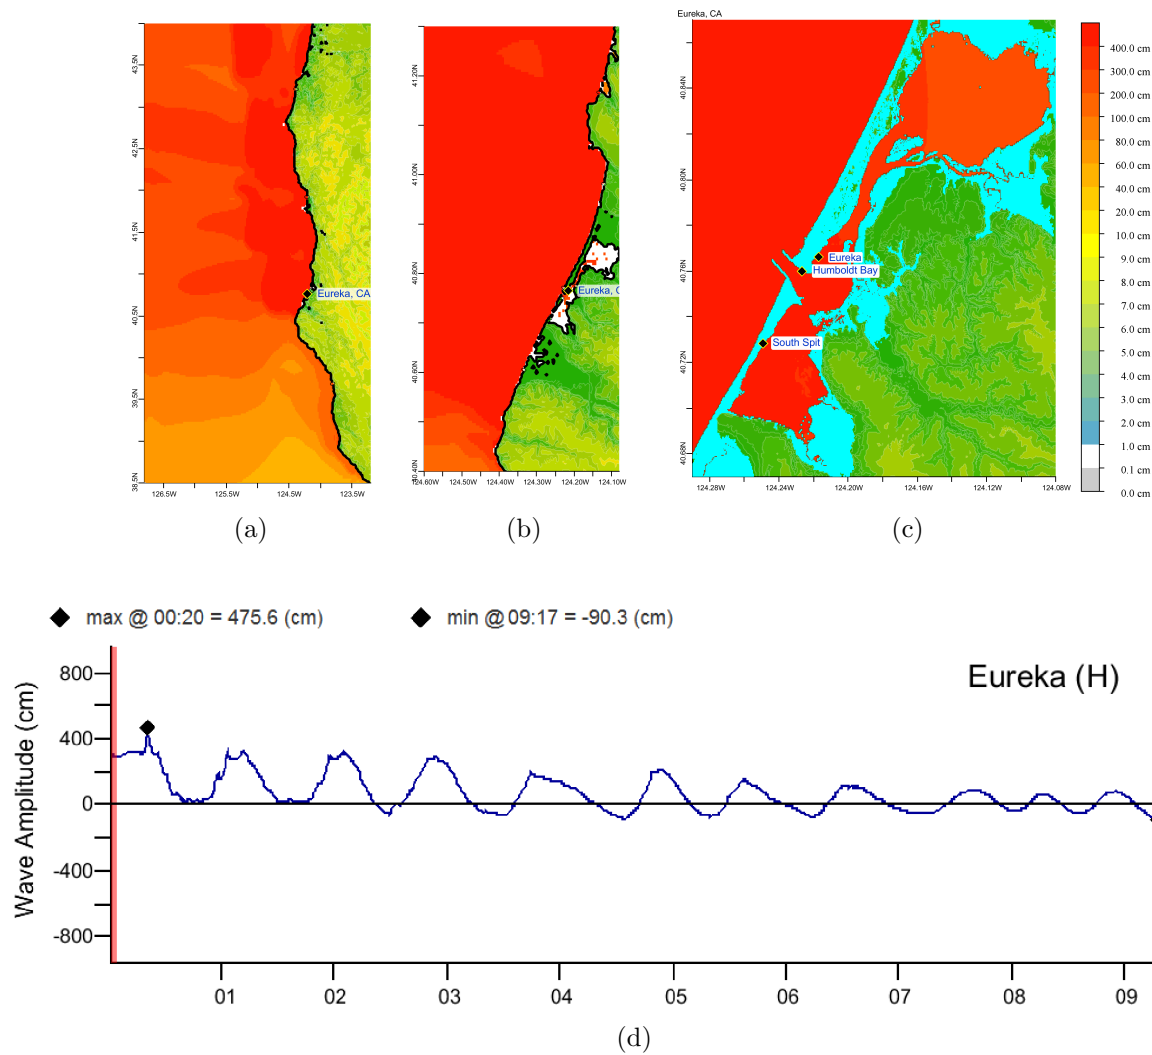 Eureka, CA
43.5N
42.5N
41.5N
40.5N
39.5N
38.5N
126.5W 125.5W 124.5W 123.5W
Eureka, CA
41.20N
41.00N
40.80N
40.60N
40.40N
124.60W 124.50W 124.40W 124.30W 124.20W 124.10W
Eureka, C
40.84N
40.80N
40.76N
40.72N
40.68N
124.28W 124.24W 124.20W 124.16W 124.12W 124.08W
Eureka
Humboldt Bay
South Spit
400.0 cm
300.0 cm
200.0 cm
100.0 cm
80.0 cm
60.0 cm
40.0 cm
20.0 cm
10.0 cm
9.0 cm
8.0 cm
7.0 cm
6.0 cm
5.0 cm
4.0 cm
3.0 cm
2.0 cm
1.0 cm
0.1 cm
0.0 cm
(a) (b) (c)
max @ 00:20 = 475.6 (cm) min @ 09:17 = -90.3 (cm)
Eureka (H)
Wave Amplitude (cm)
800
400
0
-400
-800
01 02 03 04 05 06 07 08 09
(d)